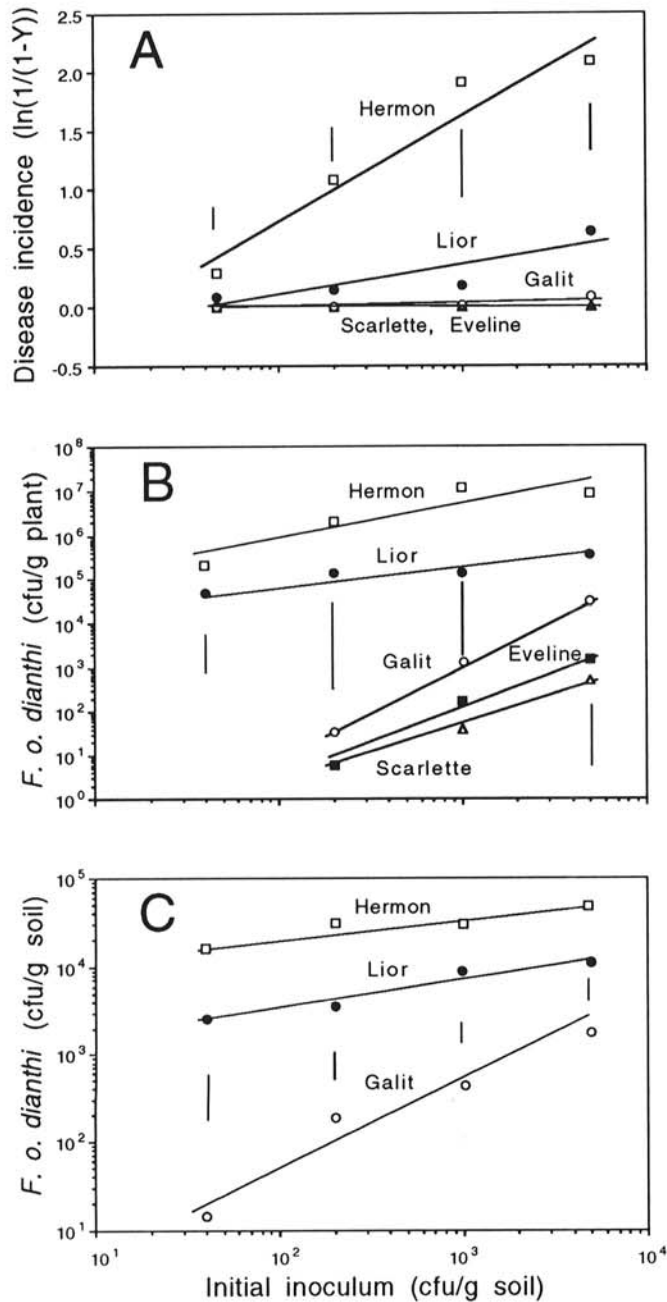 A
Disease incidence (ln(1/(1-Y))
2.5
2.0
1.5
1.0
0.5
0.0
-0.5
Hermon
Lior
Galit
Scarlette, Eveline
B
F. o. dianthi (cfu/g plant)
10^8
10^7
10^6
10^5
10^4
10^3
10^2
10^1
10^0
Hermon
Lior
Galit
Eveline
Scarlette
C
F. o. dianthi (cfu/g soil)
10^5
10^4
10^3
10^2
10^1
Hermon
Lior
Galit
10^1 10^2 10^3 10^4
Initial inoculum (cfu/g soil)